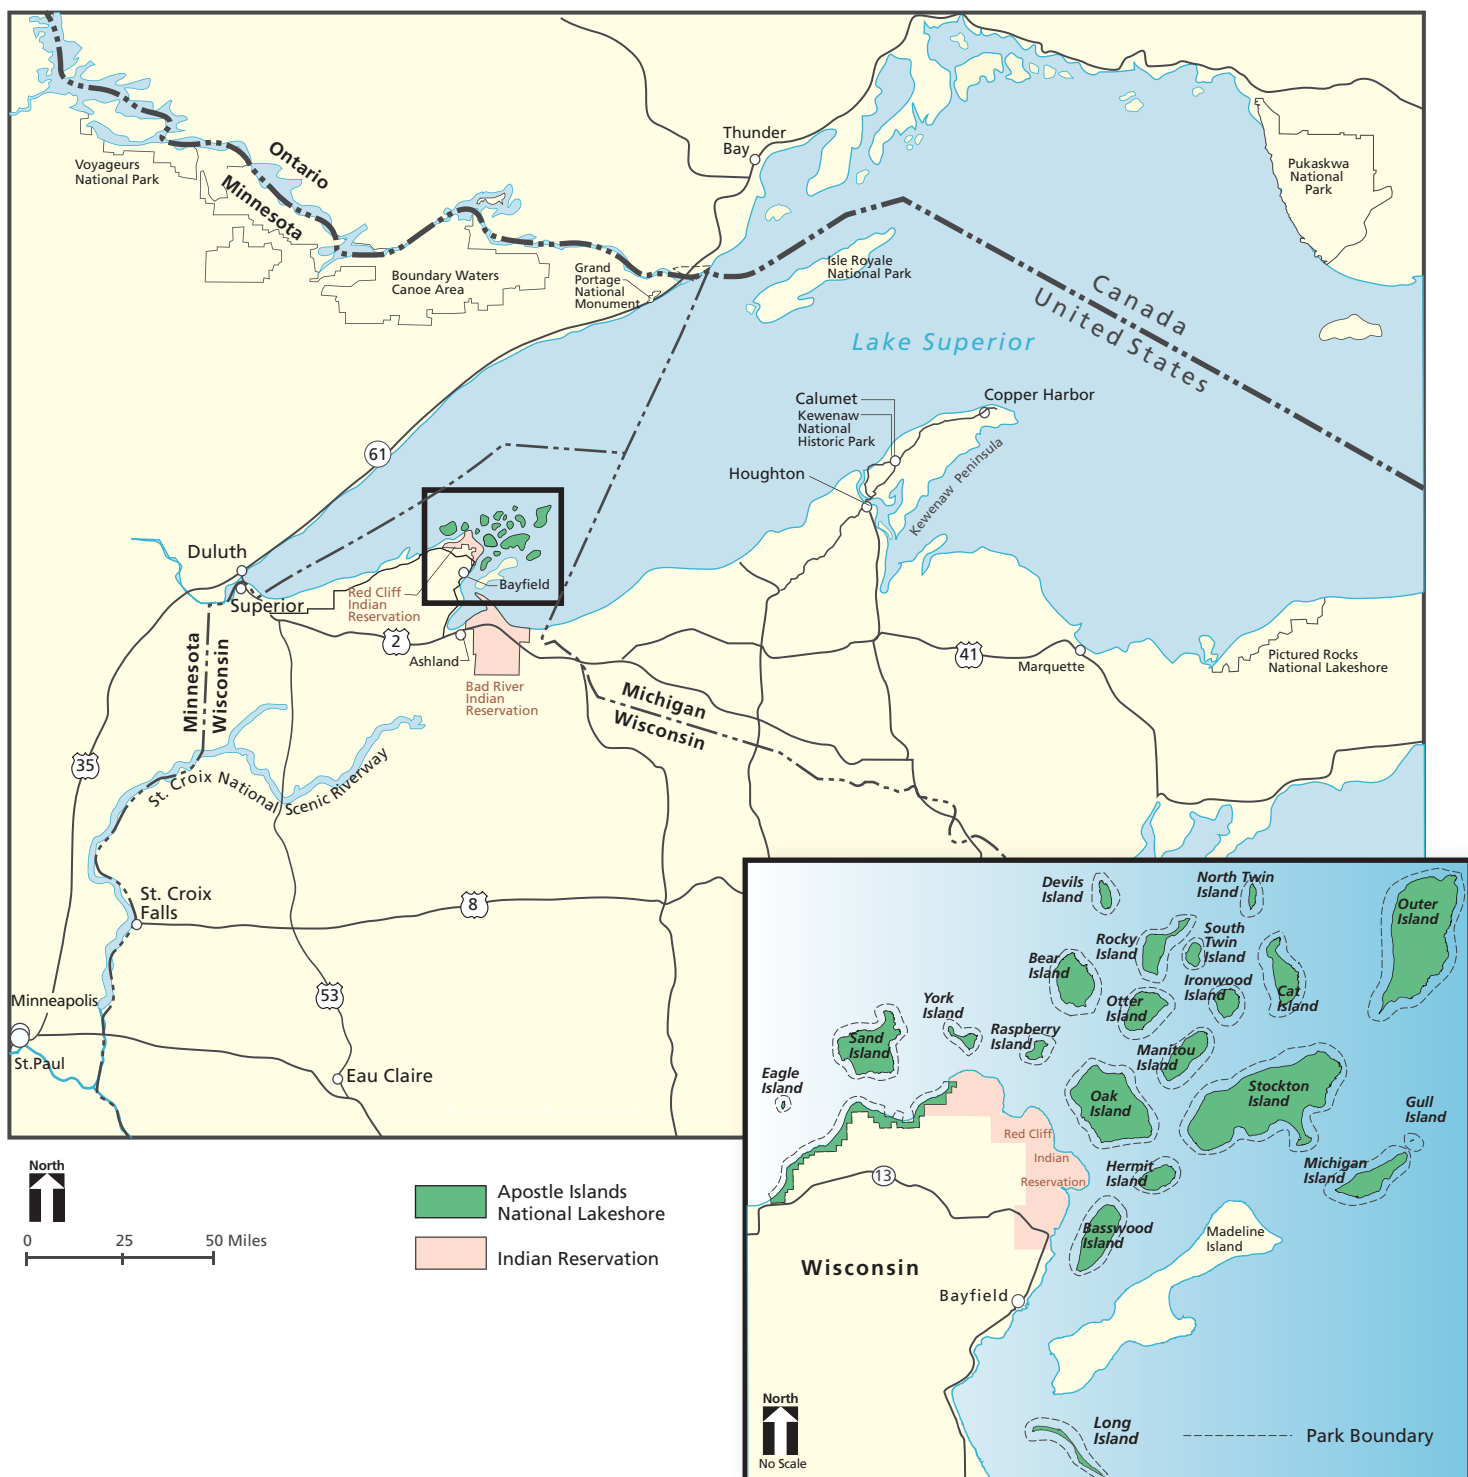 Ontario
Minnesota
Voyageurs
National Park
Boundary Waters
Canoe Area
Grand
Portage
National
Monument
Thunder
Bay
Isle Royale
National Park
Pukaskwa
National
Park
Canada
United States
Lake Superior
Calumet
Kewenaw
National
Historic Park
Copper Harbor
Houghton
Kewenaw Peninsula
61
Duluth
Superior
Red Cliff
Indian
Reservation
Bayfield
2
Ashland
Bad River
Indian
Reservation
41
Marquette
Pictured Rocks
National Lakeshore
Minnesota
Wisconsin
Michigan
Wisconsin
35
St. Croix National Scenic Riverway
St. Croix
Falls
8
53
Minneapolis
St.Paul
Eau Claire
North
0 25 50 Miles
Apostle Islands
National Lakeshore
Indian Reservation
Devils
Island
North Twin
Island
Outer
Island
Rocky
Island
South
Twin
Island
Bear
Island
Ironwood
Island
Cat
Island
Otter
Island
York
Island
Raspberry
Island
Sand
Island
Manitou
Island
Eagle
Island
Oak
Island
Stockton
Island
Gull
Island
Red Cliff
Indian
Reservation
Michigan
Island
Hermit
Island
13
Basswood
Island
Madeline
Island
Wisconsin
Bayfield
North
No Scale
Long
Island
Park Boundary